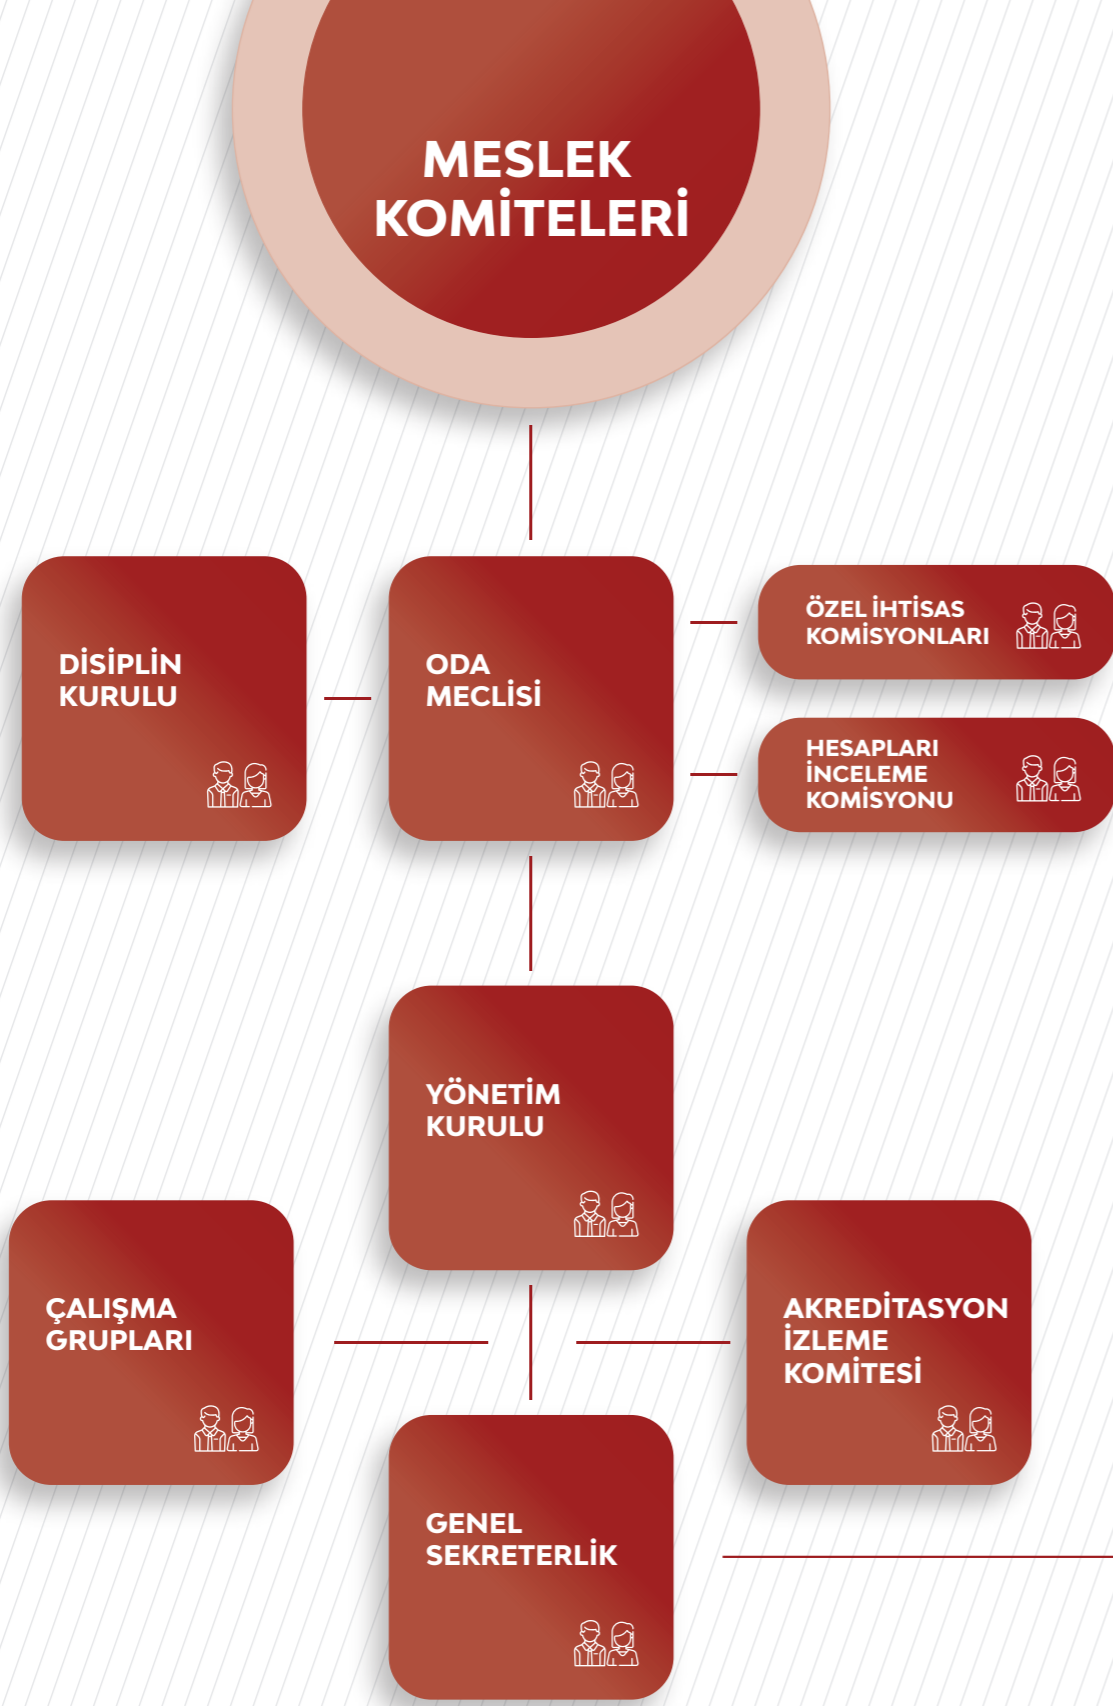 MESLEK
KOMİTELERİ
DİSİPLİN
KURULU
ODA
MECLİSİ
ÖZEL İHTİSAS
KOMİSYONLARI
HESAPLARI
İNCELEME
KOMİSYONU
YÖNETİM
KURULU
ÇALIŞMA
GRUPLARI
AKREDİTASYON
İZLEME
KOMİTESİ
GENEL
SEKRETERLİK